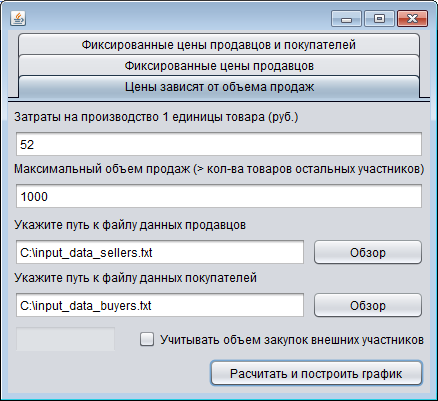 Фиксированные цены продавцов и покупателей
Фиксированные цены продавцов
Цены зависят от объема продаж
Затраты на производство 1 единицы товара (руб.)
52
Максимальный объем продаж (> кол-ва товаров остальных участников)
1000
Укажите путь к файлу данных продавцов
C:\input_data_sellers.txt
Обзор
Укажите путь к файлу данных покупателей
C:\input_data_buyers.txt
Обзор
Учитывать объем закупок внешних участников
Расчитать и построить график